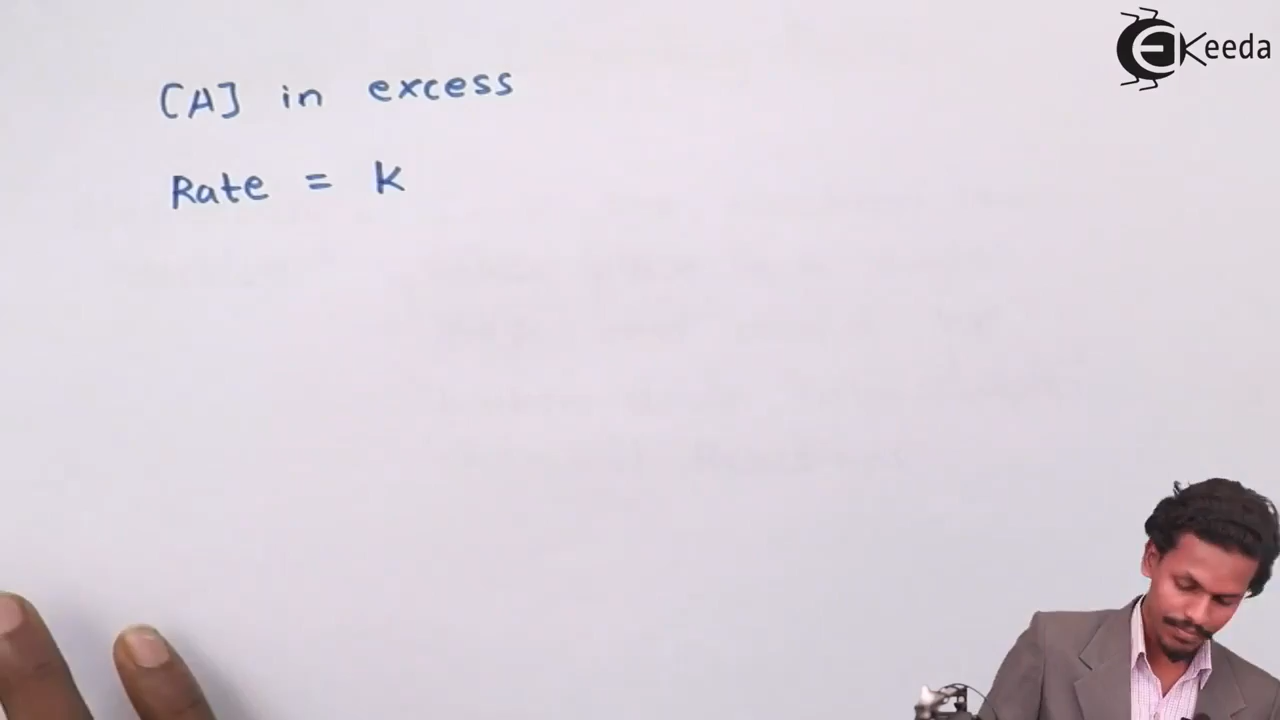 EKeeda
[A] in excess
Rate = k